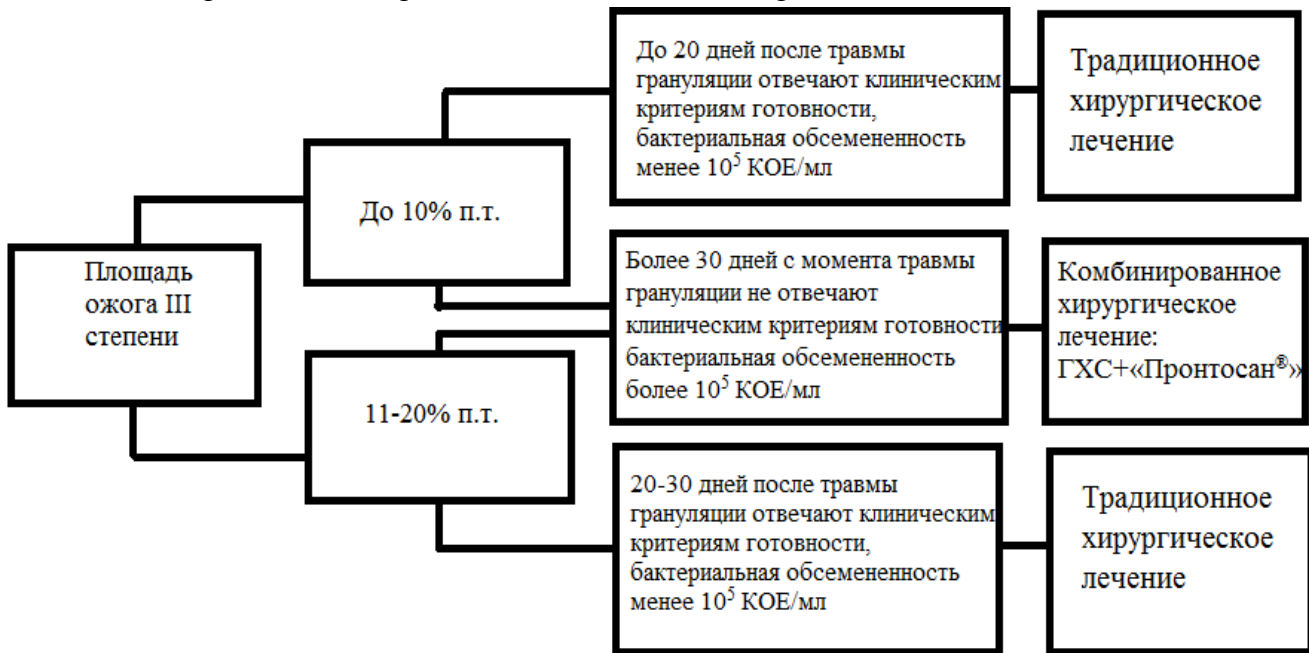 Площадь
ожога III
степени
До 10% п.т.
11-20% п.т.
До 20 дней после травмы
грануляции отвечают клиническим
критериям готовности,
бактериальная обсемененность
менее 10⁵ КОЕ/мл
Традиционное
хирургическое
лечение
Более 30 дней с момента травмы
грануляции не отвечают
клиническим критериям готовности
бактериальная обсемененность
более 10⁵ КОЕ/мл
Комбинированное
хирургическое
лечение:
ГХС+«Пронтосан®»
20-30 дней после травмы
грануляции отвечают клиническим
критериям готовности,
бактериальная обсемененность
менее 10⁵ КОЕ/мл
Традиционное
хирургическое
лечение